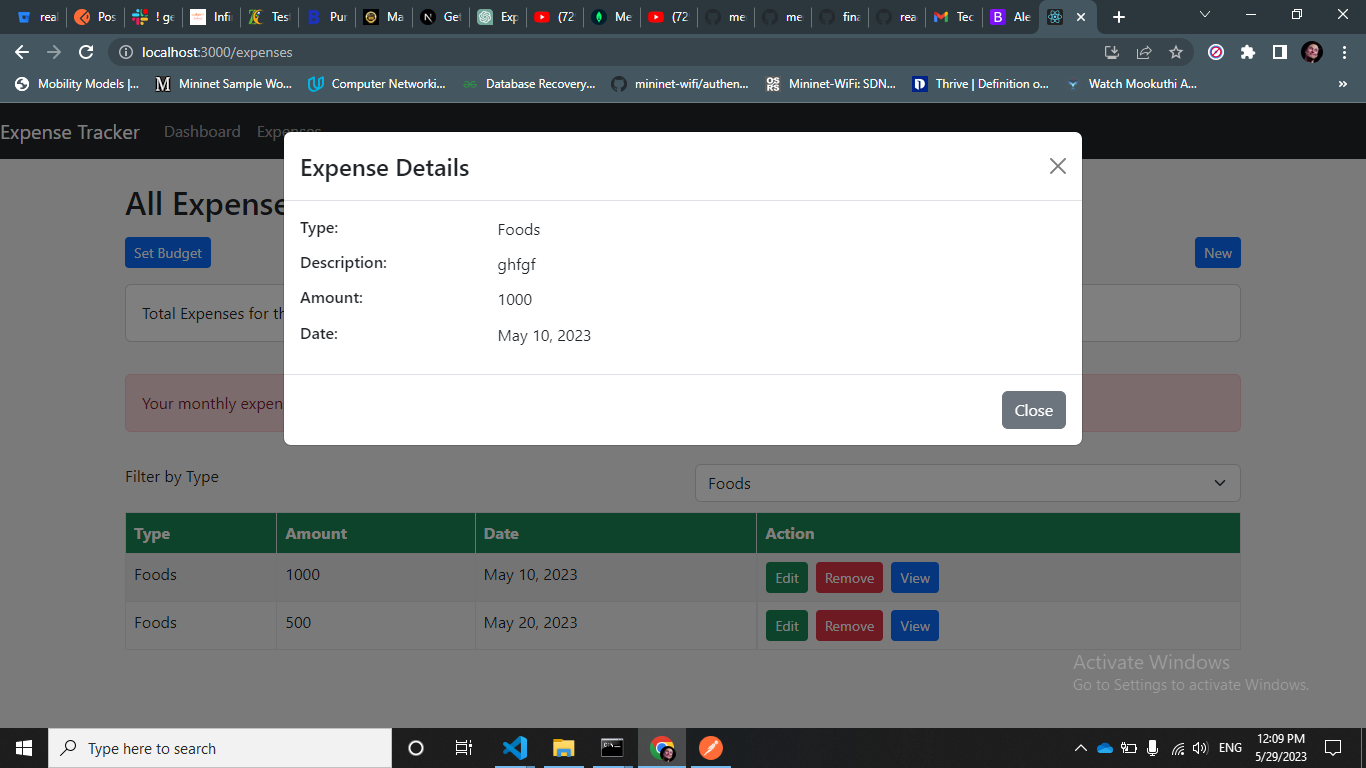 real Pos ! ge Infi Test Pur Ma Get Exp (72 Me (72 me me fina rea Tec Ale
localhost:3000/expenses
Mobility Models |... Mininet Sample Wo... Computer Networki... Database Recovery... mininet-wifi/authen... Mininet-WiFi: SDN... Thrive | Definition o... Watch Mookuthi A... »
Expense Tracker Dashboard Expenses
Expense Details
All Expense
Type: Foods
Set Budget New
Description: ghfgf
Amount: 1000
Total Expenses for th
Date: May 10, 2023
Your monthly expen
Close
Filter by Type Foods
Type Amount Date Action
Foods 1000 May 10, 2023 Edit Remove View
Foods 500 May 20, 2023 Edit Remove View
Activate Windows
Go to Settings to activate Windows.
Type here to search
ENG
12:09 PM
5/29/2023